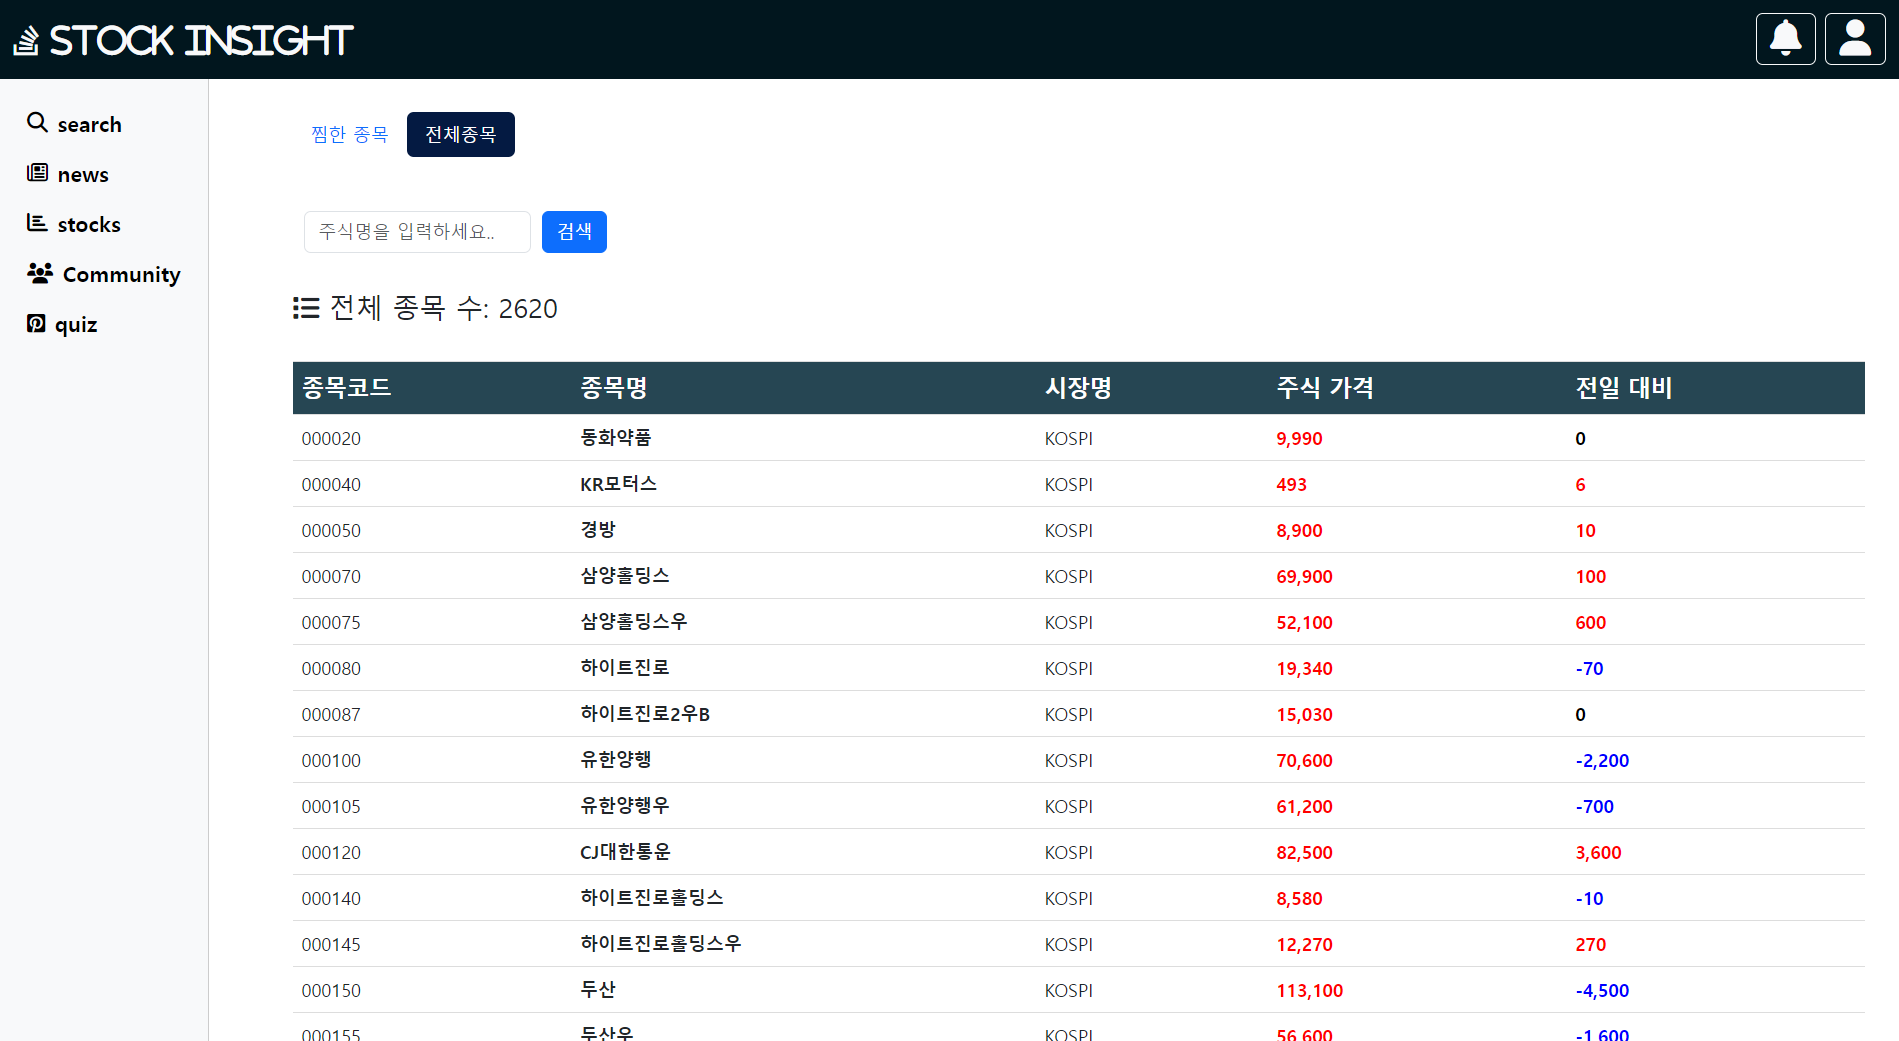 STOCK INSIGHT
search
news
stocks
Community
quiz
찜한 종목 전체종목
주식명을 입력하세요.. 검색
전체 종목 수: 2620
종목코드 종목명 시장명 주식 가격 전일 대비
000020 동화약품 KOSPI 9,990 0
000040 KR모터스 KOSPI 493 6
000050 경방 KOSPI 8,900 10
000070 삼양홀딩스 KOSPI 69,900 100
000075 삼양홀딩스우 KOSPI 52,100 600
000080 하이트진로 KOSPI 19,340 -70
000087 하이트진로2우B KOSPI 15,030 0
000100 유한양행 KOSPI 70,600 -2,200
000105 유한양행우 KOSPI 61,200 -700
000120 CJ대한통운 KOSPI 82,500 3,600
000140 하이트진로홀딩스 KOSPI 8,580 -10
000145 하이트진로홀딩스우 KOSPI 12,270 270
000150 두산 KOSPI 113,100 -4,500
000155 두산우 KOSPI 56,600 -1,600